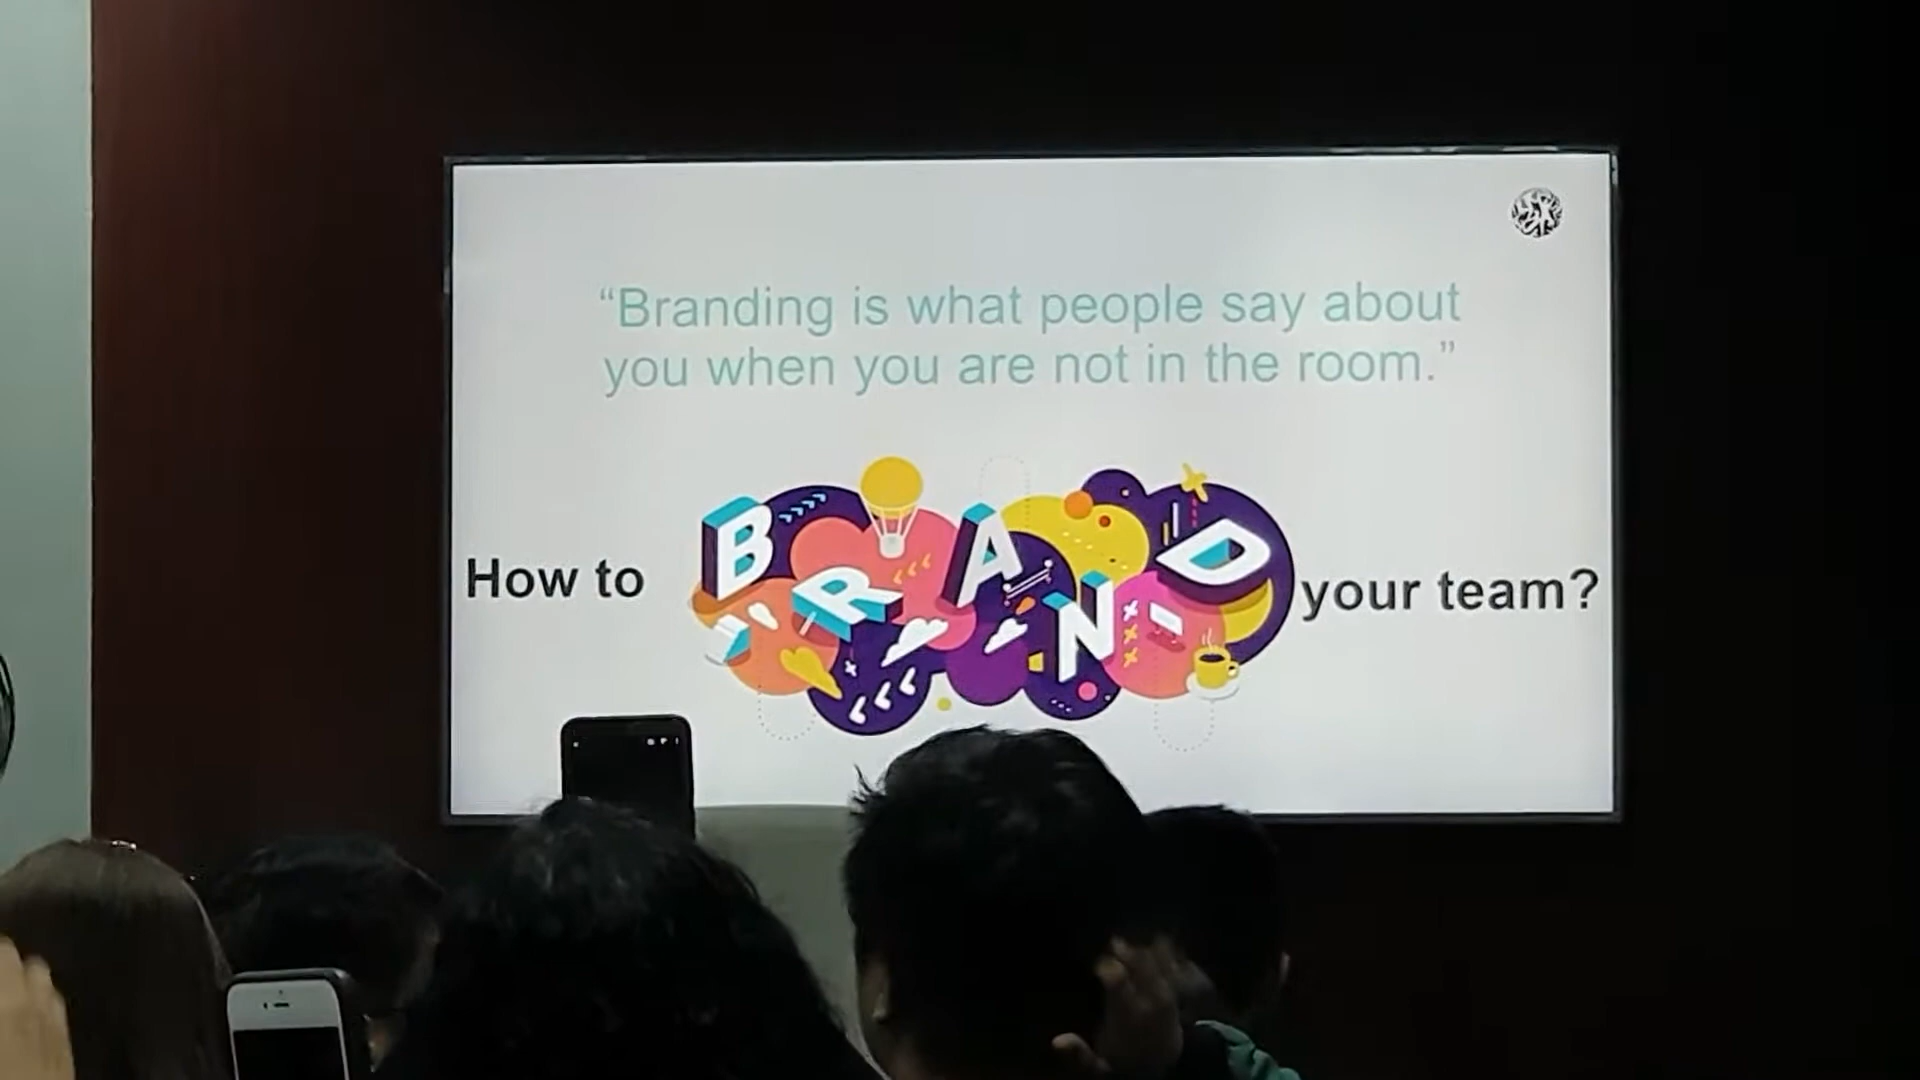 “Branding is what people say about
you when you are not in the room.”
How to BRAND your team?